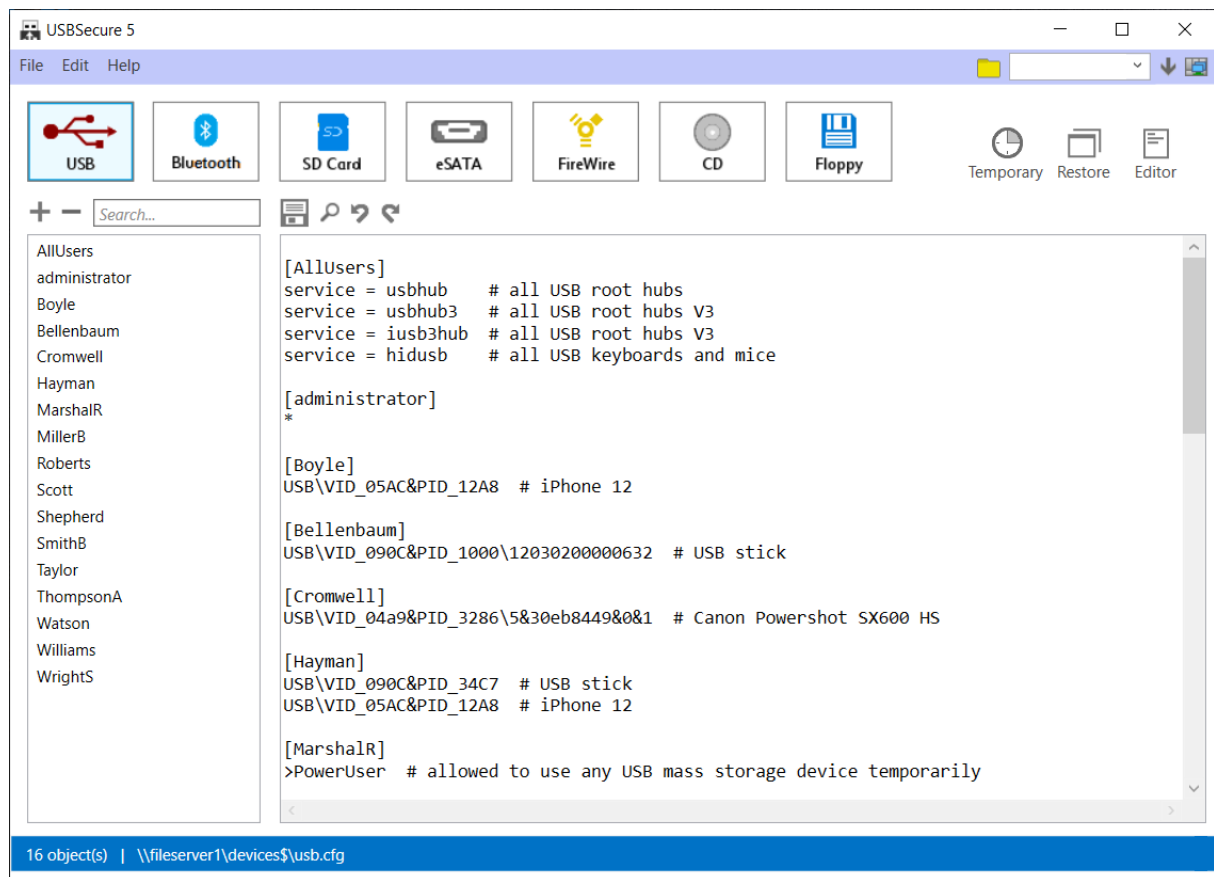 USBSecure 5
File Edit Help
USB Bluetooth SD SD Card eSATA FireWire CD Floppy Temporary Restore Editor
Search...
AllUsers
administrator
Boyle
Bellenbaum
Cromwell
Hayman
MarshalR
MillerB
Roberts
Scott
Shepherd
SmithB
Taylor
ThompsonA
Watson
Williams
WrightS
[AllUsers]
service = usbhub    # all USB root hubs
service = usbhub3   # all USB root hubs V3
service = iusb3hub  # all USB root hubs V3
service = hidusb    # all USB keyboards and mice
[administrator]
*
[Boyle]
USB\VID_05AC&PID_12A8  # iPhone 12
[Bellenbaum]
USB\VID_090C&PID_1000\12030200000632  # USB stick
[Cromwell]
USB\VID_04a9&PID_3286\5&30eb8449&0&1  # Canon Powershot SX600 HS
[Hayman]
USB\VID_090C&PID_34C7  # USB stick
USB\VID_05AC&PID_12A8  # iPhone 12
[MarshalR]
>PowerUser  # allowed to use any USB mass storage device temporarily
16 object(s) | \\fileserver1\devices$\usb.cfg